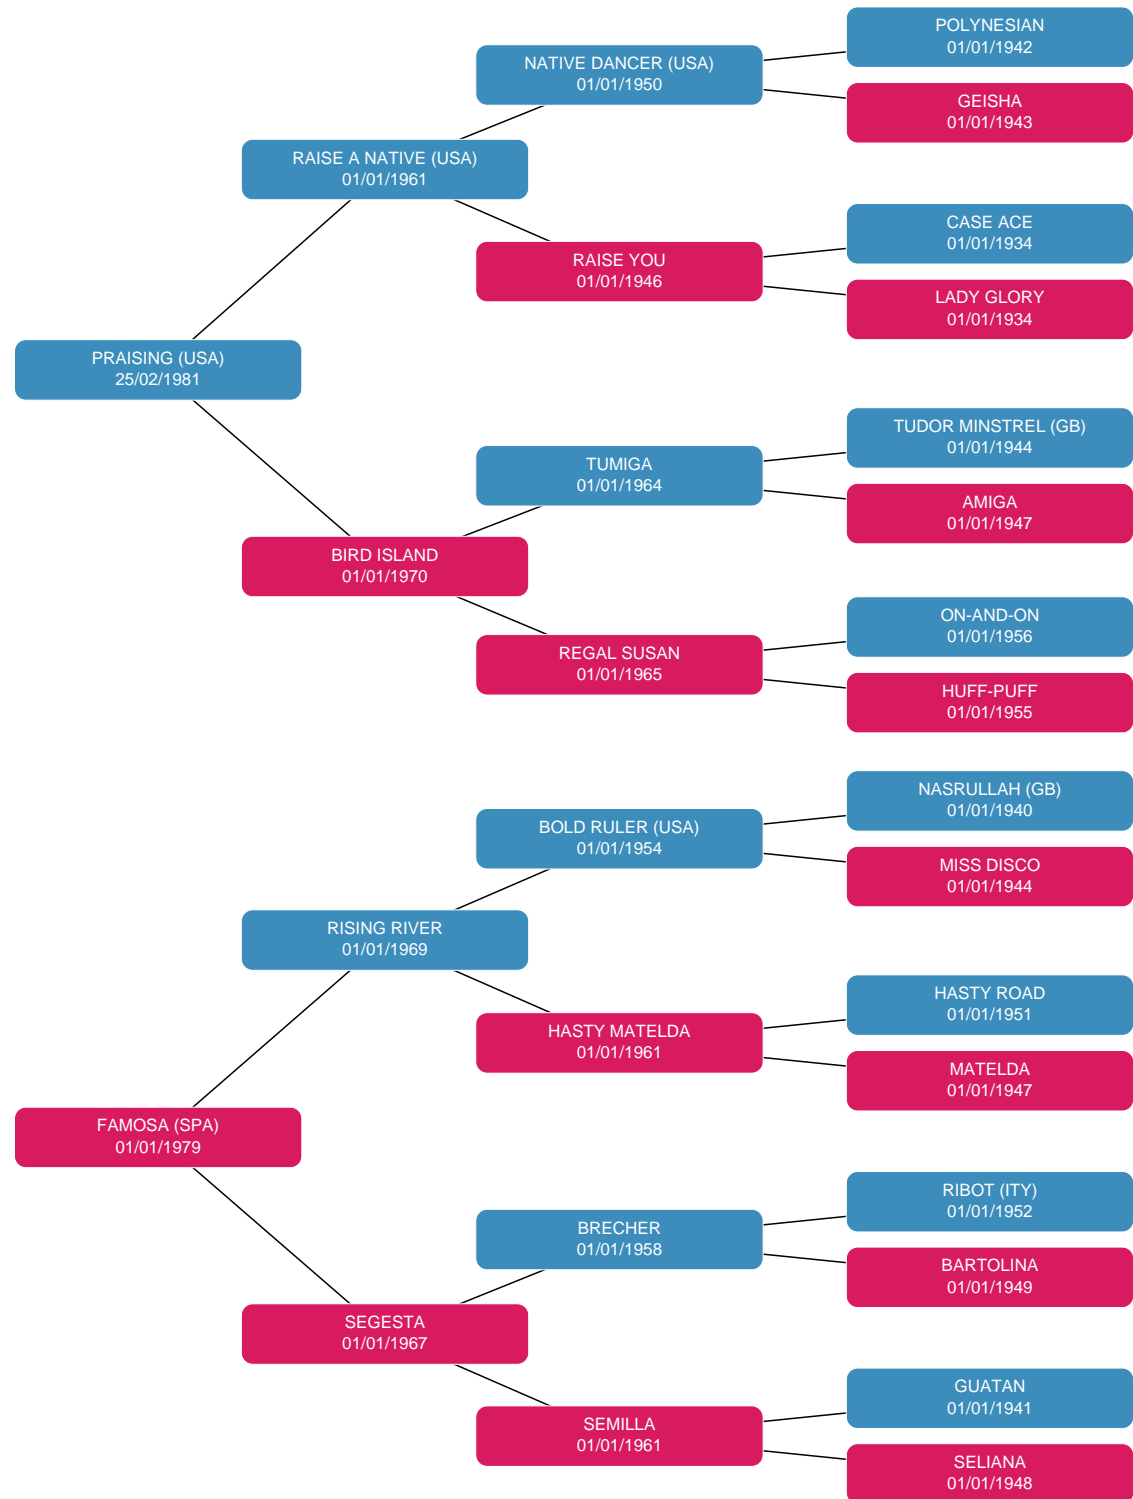 POLYNESIAN
01/01/1942
NATIVE DANCER (USA)
01/01/1950
GEISHA
01/01/1943
RAISE A NATIVE (USA)
01/01/1961
CASE ACE
01/01/1934
RAISE YOU
01/01/1946
LADY GLORY
01/01/1934
PRAISING (USA)
25/02/1981
TUDOR MINSTREL (GB)
01/01/1944
TUMIGA
01/01/1964
AMIGA
01/01/1947
BIRD ISLAND
01/01/1970
ON-AND-ON
01/01/1956
REGAL SUSAN
01/01/1965
HUFF-PUFF
01/01/1955
NASRULLAH (GB)
01/01/1940
BOLD RULER (USA)
01/01/1954
MISS DISCO
01/01/1944
RISING RIVER
01/01/1969
HASTY ROAD
01/01/1951
HASTY MATELDA
01/01/1961
MATELDA
01/01/1947
FAMOSA (SPA)
01/01/1979
RIBOT (ITY)
01/01/1952
BRECHER
01/01/1958
BARTOLINA
01/01/1949
SEGESTA
01/01/1967
GUATAN
01/01/1941
SEMILLA
01/01/1961
SELIANA
01/01/1948